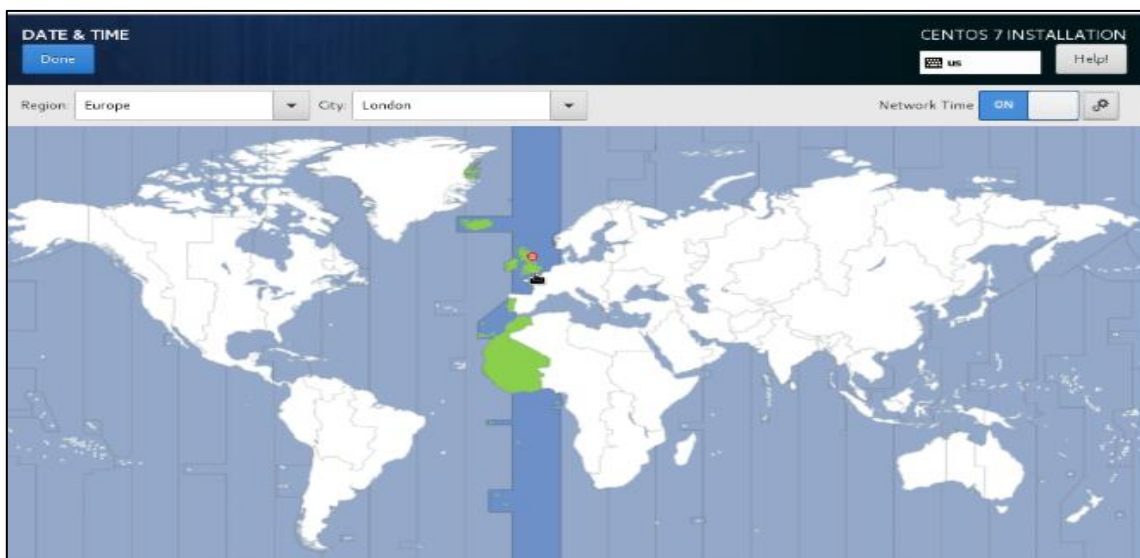 DATE & TIME
CENTOS 7 INSTALLATION
Done
us
Help!
Region: Europe
City: London
Network Time ON